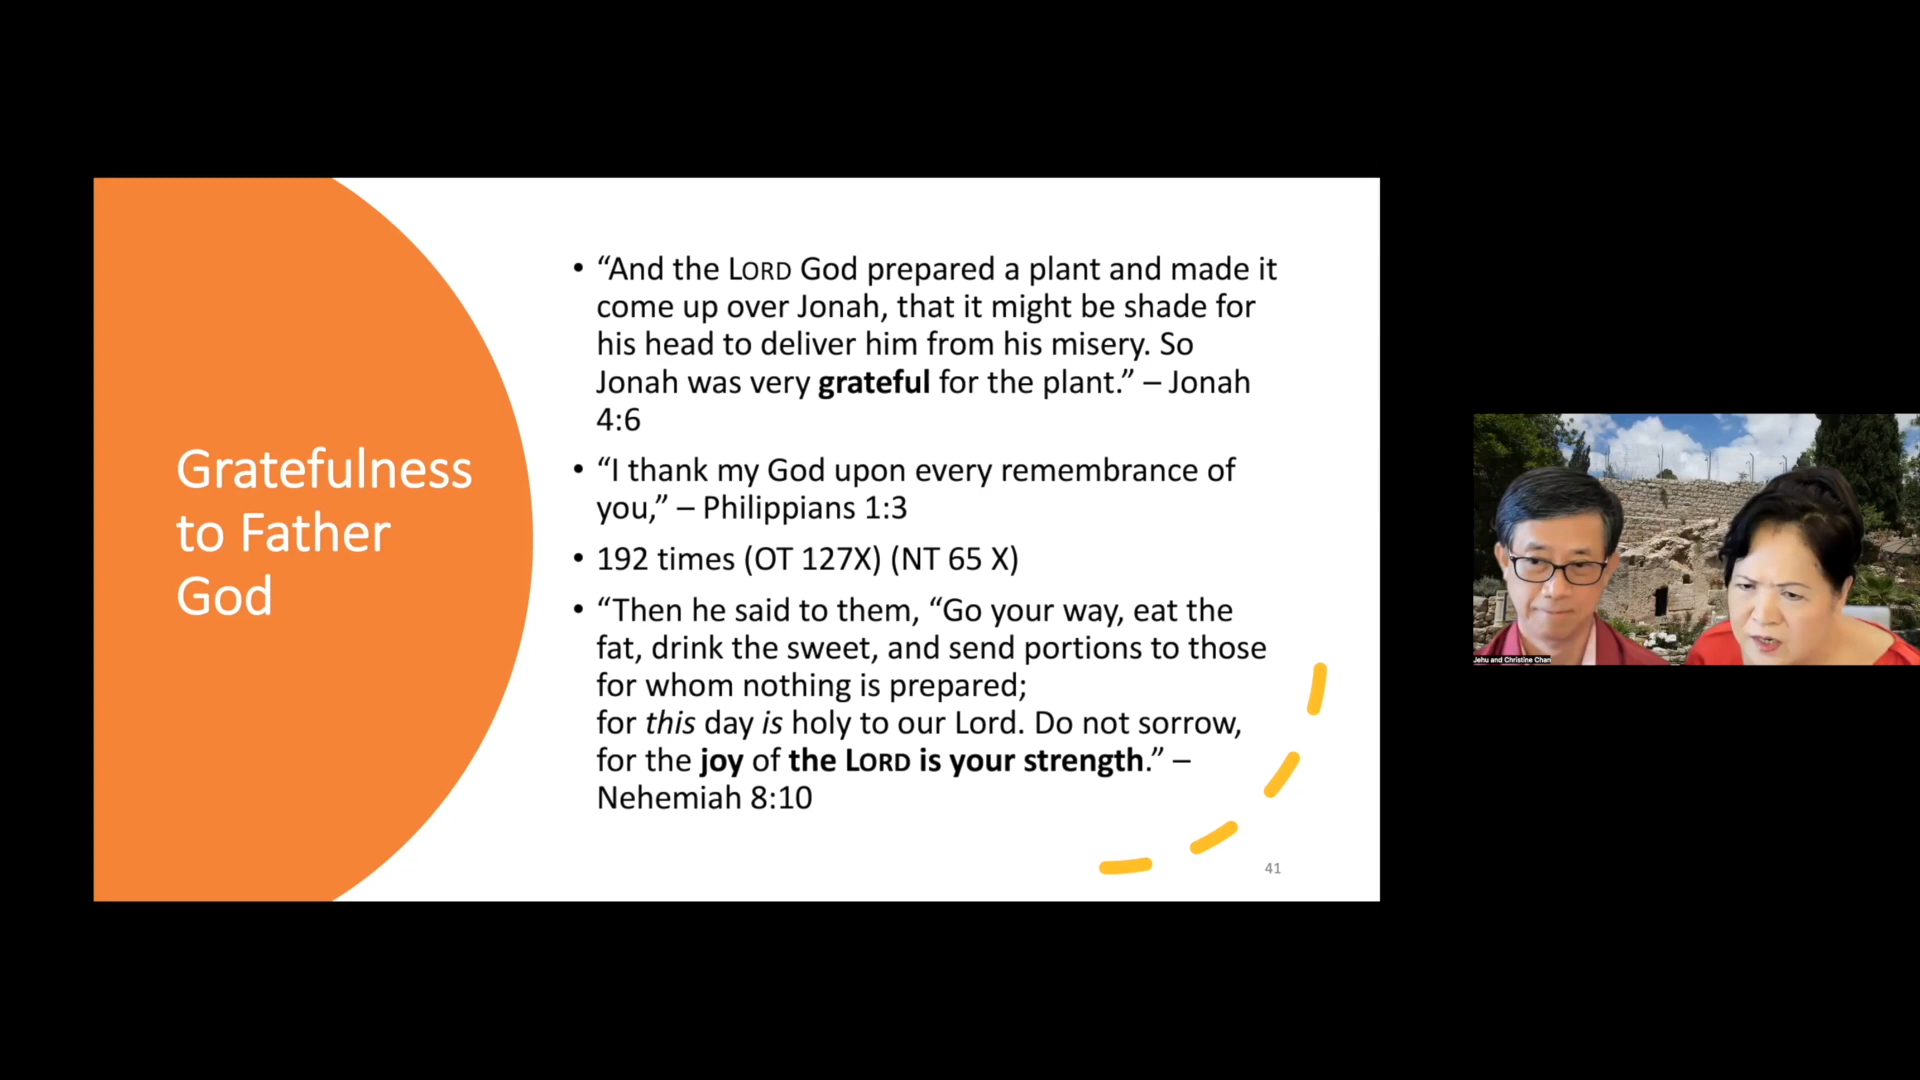 Gratefulness
to Father
God
• “And the LORD God prepared a plant and made it
come up over Jonah, that it might be shade for
his head to deliver him from his misery. So
Jonah was very grateful for the plant.” – Jonah
4:6
• “I thank my God upon every remembrance of
you,” – Philippians 1:3
• 192 times (OT 127X) (NT 65 X)
• “Then he said to them, “Go your way, eat the
fat, drink the sweet, and send portions to those
for whom nothing is prepared;
for this day is holy to our Lord. Do not sorrow,
for the joy of the LORD is your strength.” –
Nehemiah 8:10
41
Jehu and Christine Chan